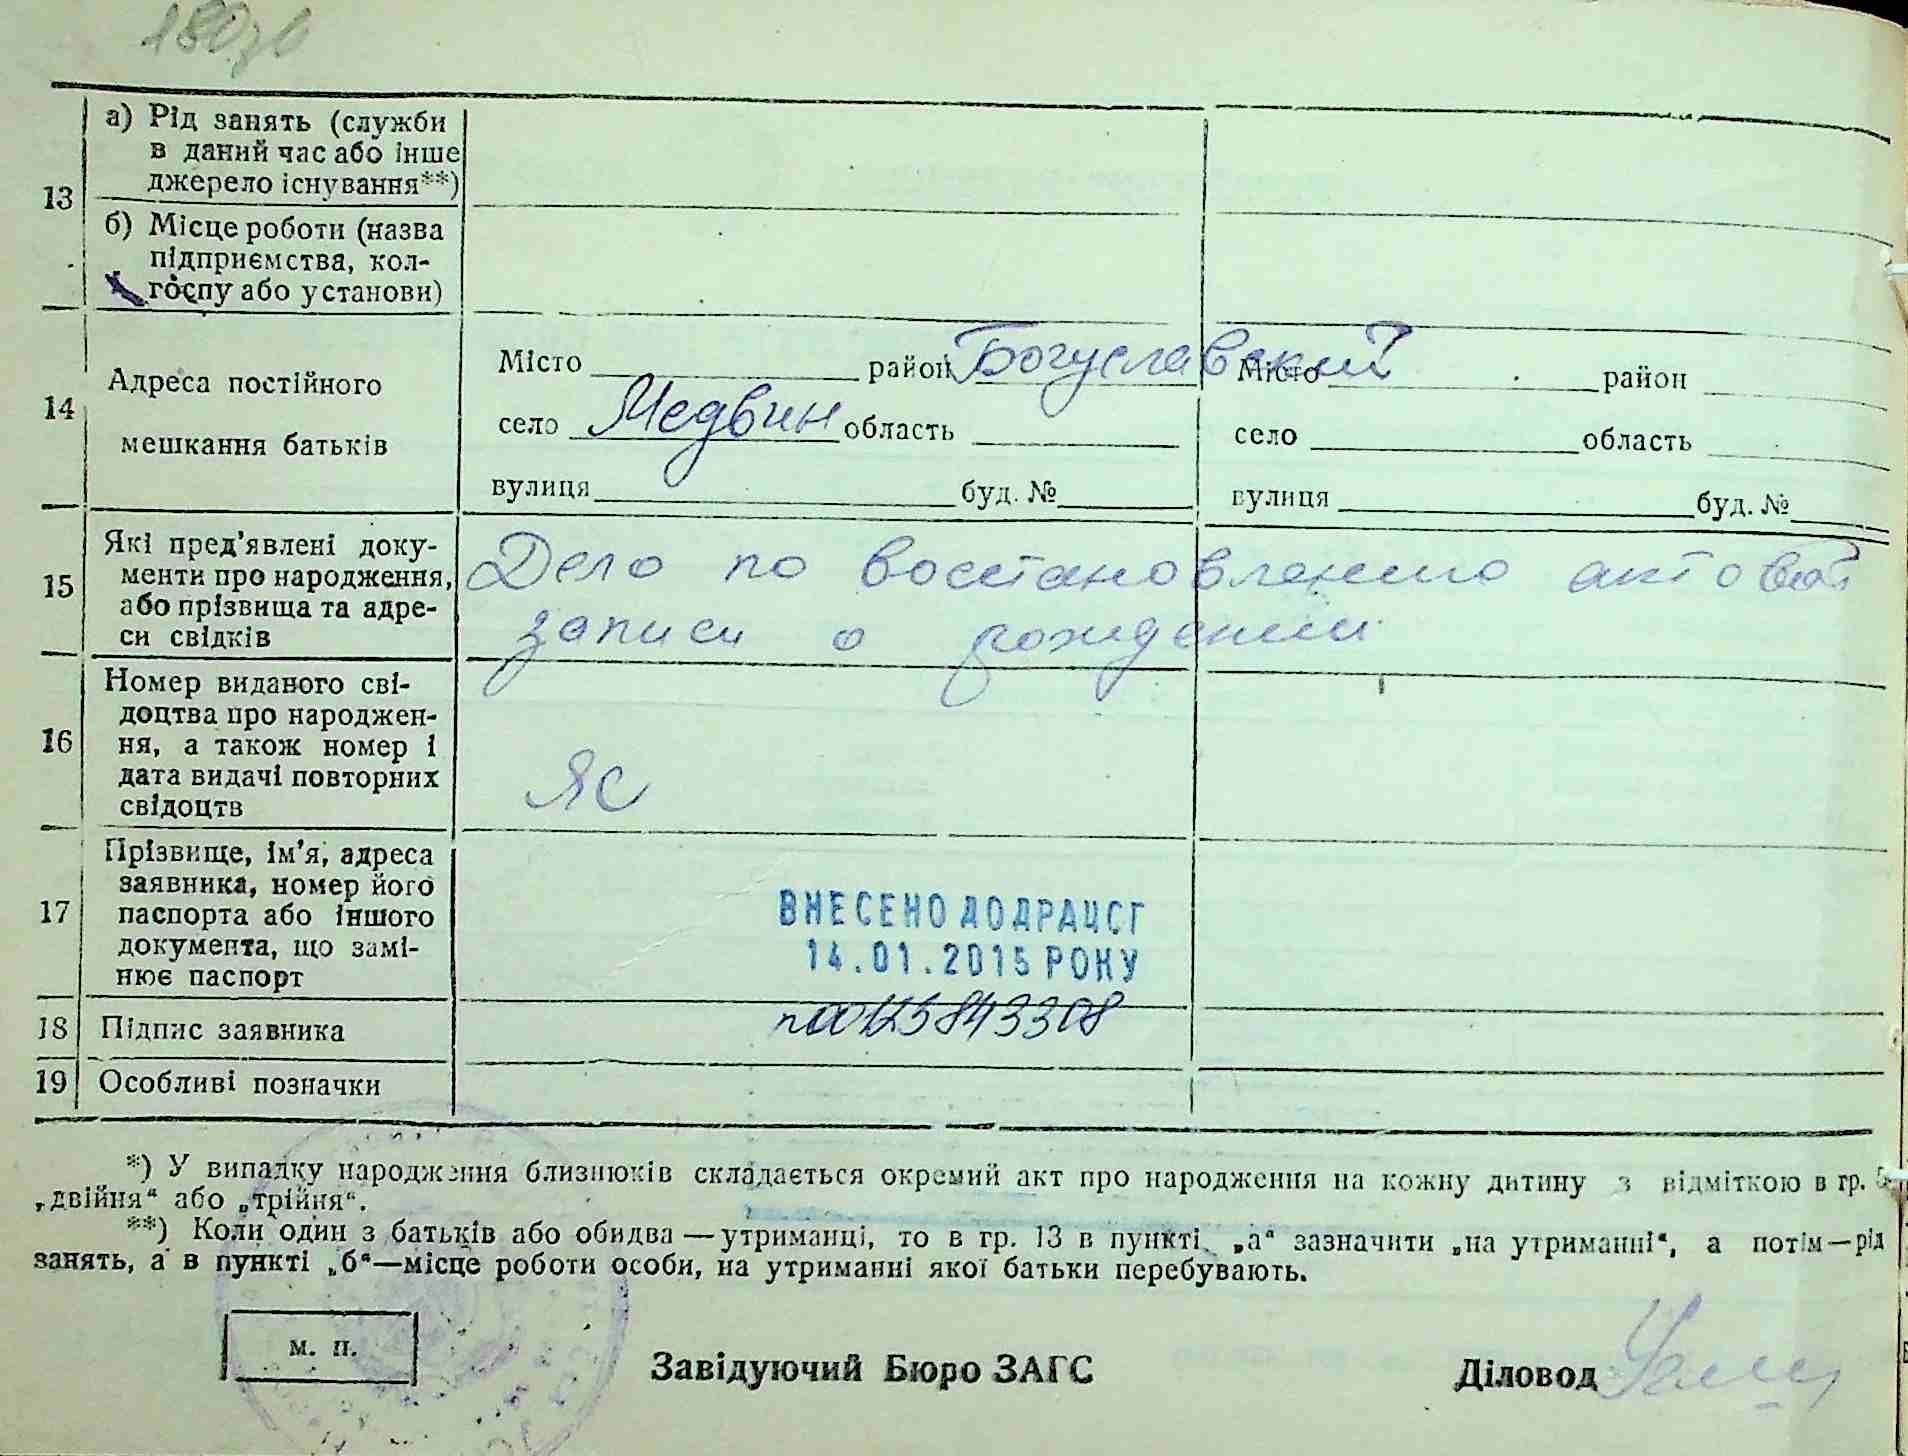 180зв
13
а) Рід занять (служби
в даний час або інше
джерело існування**)
б) Місце роботи (назва
підприємства, кол-
госпу або установи)
14
Адреса постійного
мешкання батьків
Місто район Богуславский
село Медвин область
вулиця буд. №
Місто район
село область
вулиця буд. №
15
Які пред'явлені доку-
менти про народження,
або прізвища та адре-
си свідків
Дело по восстановлению актовой
записи о рождении
16
Номер виданого сві-
доцтва про народжен-
ня, а також номер і
дата видачі повторних
свідоцтв
ЯС
17
Прізвище, ім'я, адреса
заявника, номер його
паспорта або іншого
документа, що замі-
нює паспорт
ВНЕСЕНО ДО ДРАЦСГ
14.01.2015 РОКУ
18
Підпис заявника
19
Особливі позначки
*) У випадку народження близнюків складається окремий акт про народження на кожну дитину з відміткою в гр. 5
„двійня“ або „трійня“.
**) Коли один з батьків або обидва — утриманці, то в гр. 13 в пункті „а“ зазначити „на утриманні“, а потім — рід
занять, а в пункті „б“—місце роботи особи, на утриманні якої батьки перебувають.
м. п.
Завідуючий Бюро ЗАГС
Діловод